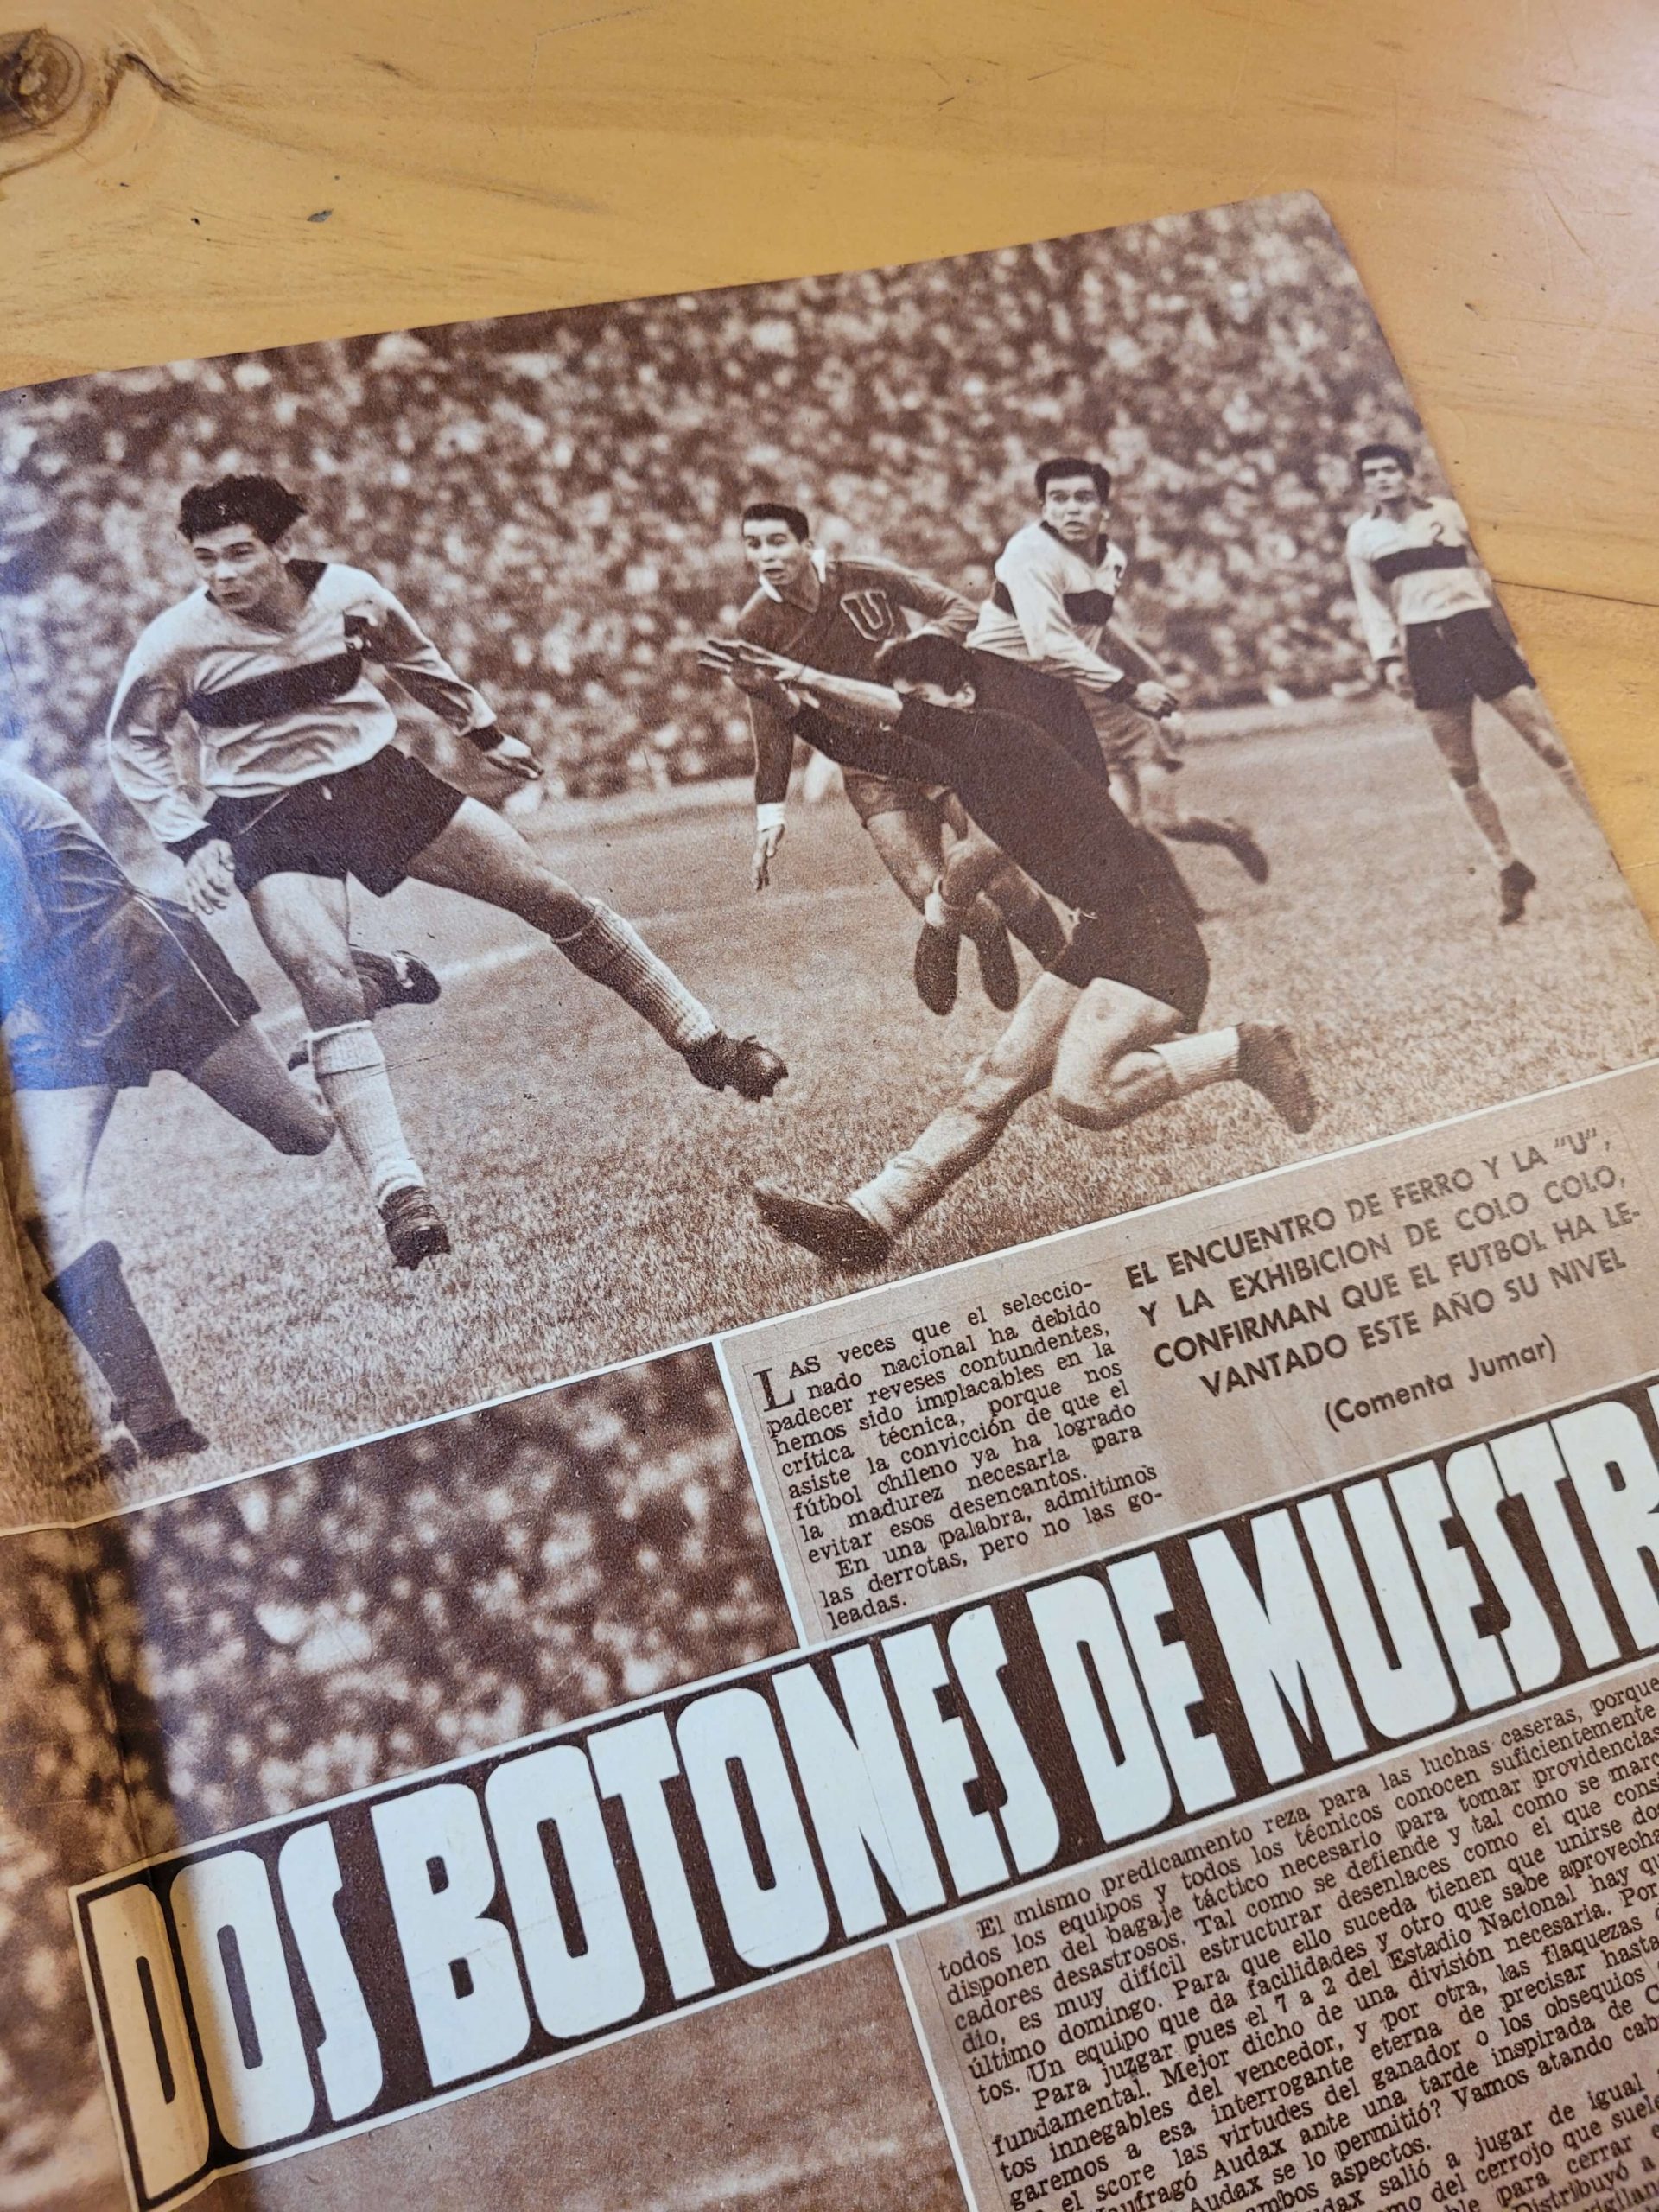 U
2
EL ENCUENTRO DE FERRO Y LA "U",
Y LA EXHIBICION DE COLO COLO,
CONFIRMAN QUE EL FUTBOL HA LE-
VANTADO ESTE AÑO SU NIVEL
(Comenta Jumar)
LAS veces que el seleccio-
nado nacional ha debido
padecer reveses contundentes,
hemos sido implacables en la
crítica técnica, porque nos
asiste la convicción de que el
fútbol chileno ya ha logrado
la madurez necesaria para
evitar esos desencantos.
En una palabra, admitimos
las derrotas, pero no las go-
leadas.
DOS BOTONES DE MUESTR
El mismo predicamento reza para las luchas caseras, porque
todos los equipos y todos los técnicos conocen suficientemente
disponen del bagaje táctico necesario para tomar providencias
cadores desastrosos. Tal como se defiende y tal como se marc
dio, es muy difícil estructurar desenlaces como el que cons
último domingo. Para que ello suceda tienen que unirse dos
tos. Un equipo que da facilidades y otro que sabe aprovecha
Para juzgar pues el 7 a 2 del Estadio Nacional hay qu
fundamental. Mejor dicho de una división necesaria. Por
tos innegables del vencedor, y por otra, las flaquezas
garemos a esa interrogante eterna de precisar hasta
el score las virtudes del ganador o los obsequios
aufragó Audax ante una tarde inspirada de C
Audax se lo permitió? Vamos atando cab
ambos aspectos.
dax salió a jugar de igual
mo del cerrojo que suele
para cerrar
istribuyó a